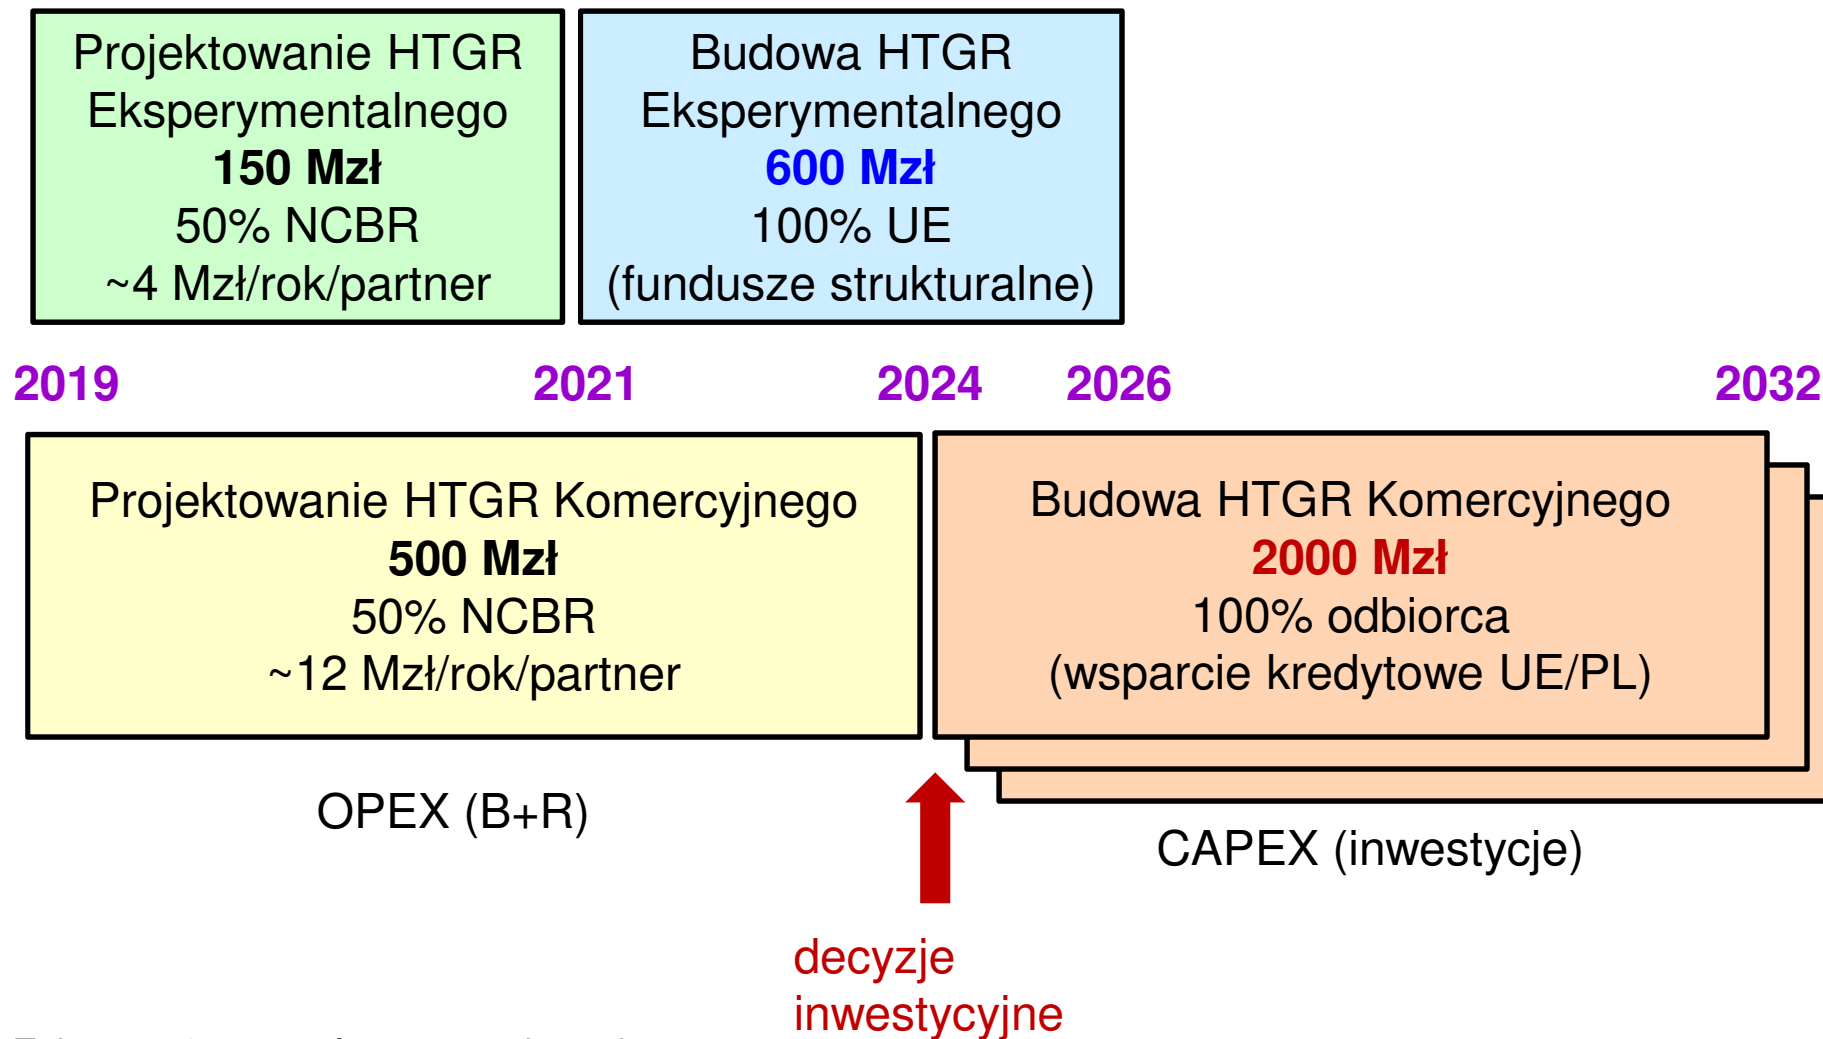 Projektowanie HTGR
Eksperymentalnego
150 Mzł
50% NCBR
~4 Mzł/rok/partner
Budowa HTGR
Eksperymentalnego
600 Mzł
100% UE
(fundusze strukturalne)
2019 2021 2024 2026 2032
Projektowanie HTGR Komercyjnego
500 Mzł
50% NCBR
~12 Mzł/rok/partner
Budowa HTGR Komercyjnego
2000 Mzł
100% odbiorca
(wsparcie kredytowe UE/PL)
OPEX (B+R)
CAPEX (inwestycje)
decyzje
inwestycyjne